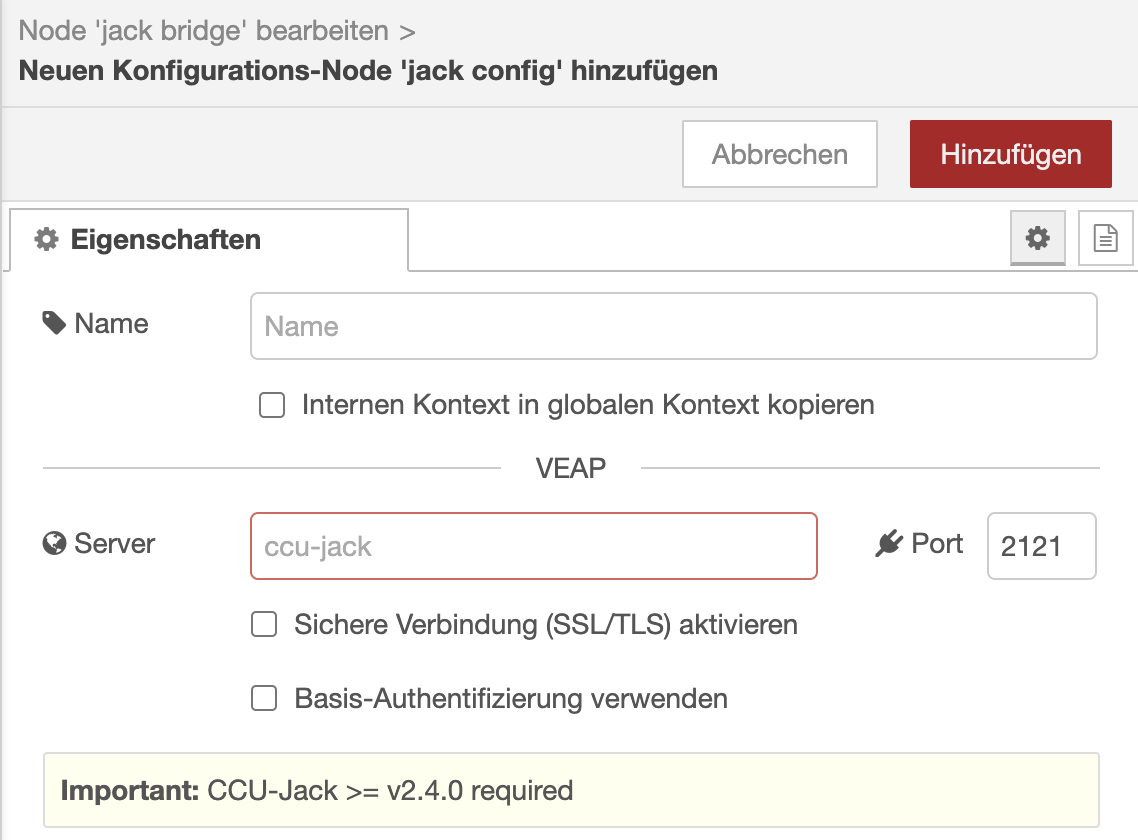 Node 'jack bridge' bearbeiten >
Neuen Konfigurations-Node 'jack config' hinzufügen
Abbrechen
Hinzufügen
Eigenschaften
Name
Name
Internen Kontext in globalen Kontext kopieren
VEAP
Server
ccu-jack
Port
2121
Sichere Verbindung (SSL/TLS) aktivieren
Basis-Authentifizierung verwenden
Important: CCU-Jack >= v2.4.0 required